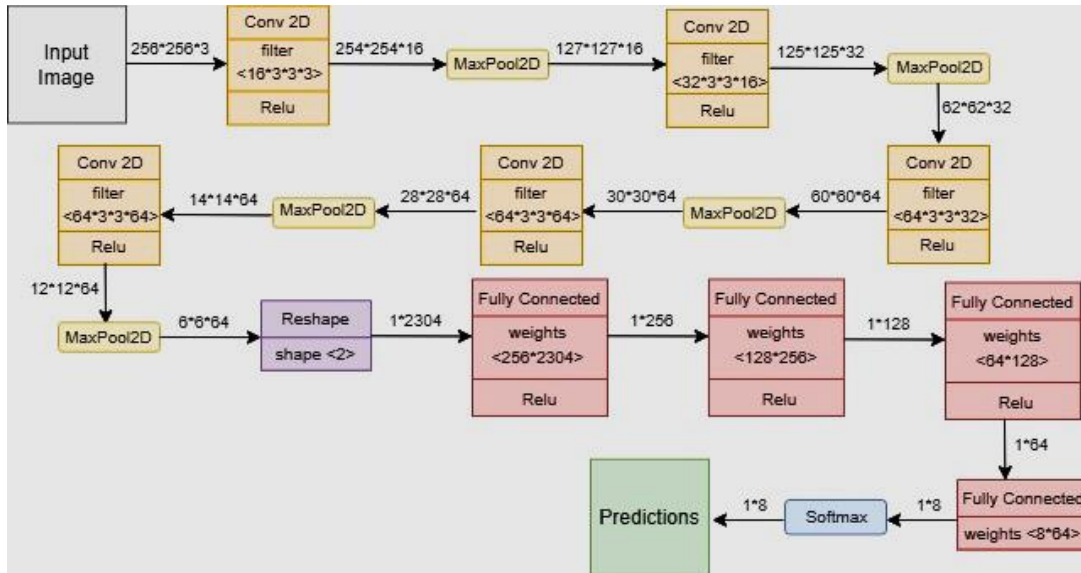 Input
Image
256*256*3
Conv 2D
filter
<16*3*3*3>
Relu
254*254*16
MaxPool2D
127*127*16
Conv 2D
filter
<32*3*3*16>
Relu
125*125*32
MaxPool2D
62*62*32
Conv 2D
filter
<64*3*3*32>
Relu
60*60*64
MaxPool2D
30*30*64
Conv 2D
filter
<64*3*3*64>
Relu
28*28*64
MaxPool2D
14*14*64
Conv 2D
filter
<64*3*3*64>
Relu
12*12*64
MaxPool2D
6*6*64
Reshape
shape <2>
1*2304
Fully Connected
weights
<256*2304>
Relu
1*256
Fully Connected
weights
<128*256>
Relu
1*128
Fully Connected
weights
<64*128>
Relu
1*64
Fully Connected
weights <8*64>
1*8
Softmax
1*8
Predictions